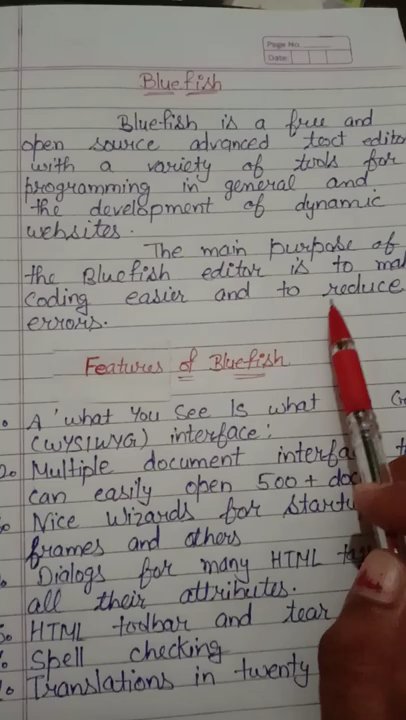 Page No.
Date:
Bluefish
Bluefish is a free and
open source advanced text edito
with a variety of tools for
programming in general and
the development of dynamic
websites.
The main purpose of
the Bluefish editor is to mak
coding easier and to reduce
errors.
Features of Bluefish
A 'what You See Is what
(WYSIWYG) interface:
2. Multiple document interfa
can easily open 500+ doc
Nice Wizards for startu
frames and others
Dialogs for many HTML ta
all their attributes.
HTML toolbar and tear
Spell checking
Translations in twenty